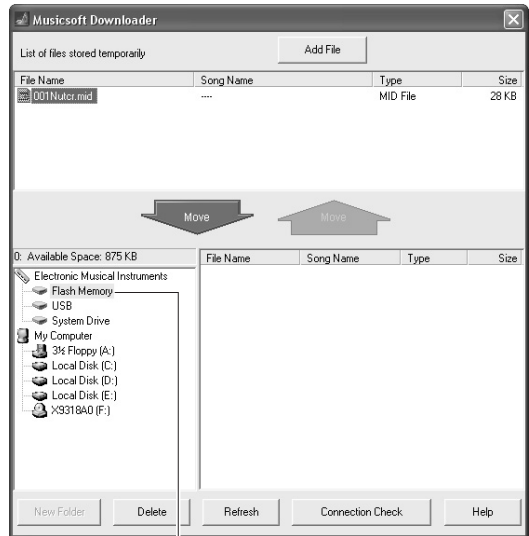 Musicsoft Downloader
List of files stored temporarily
Add File
File Name Song Name Type Size
001Nutcr.mid ---- MID File 28 KB
Move Move
0: Available Space: 875 KB
File Name Song Name Type Size
Electronic Musical Instruments
Flash Memory
USB
System Drive
My Computer
3½ Floppy (A:)
Local Disk (C:)
Local Disk (D:)
Local Disk (E:)
X9318A0 (F:)
New Folder Delete Refresh Connection Check Help